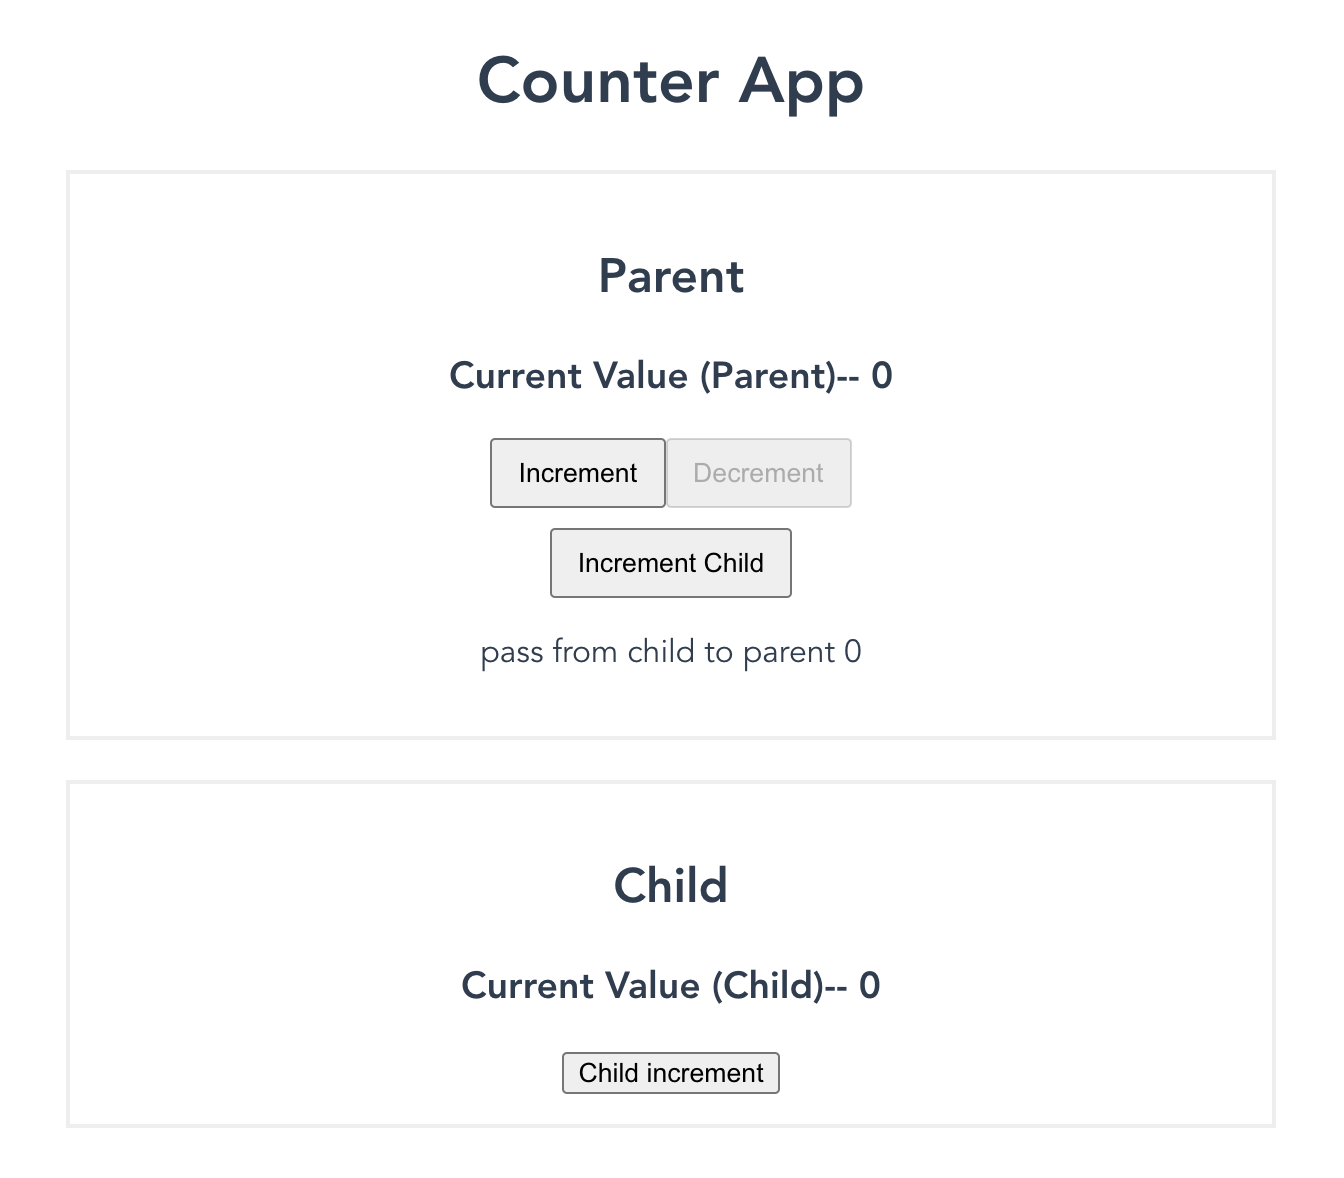 Counter App
Parent
Current Value (Parent)-- 0
Increment Decrement
Increment Child
pass from child to parent 0
Child
Current Value (Child)-- 0
Child increment